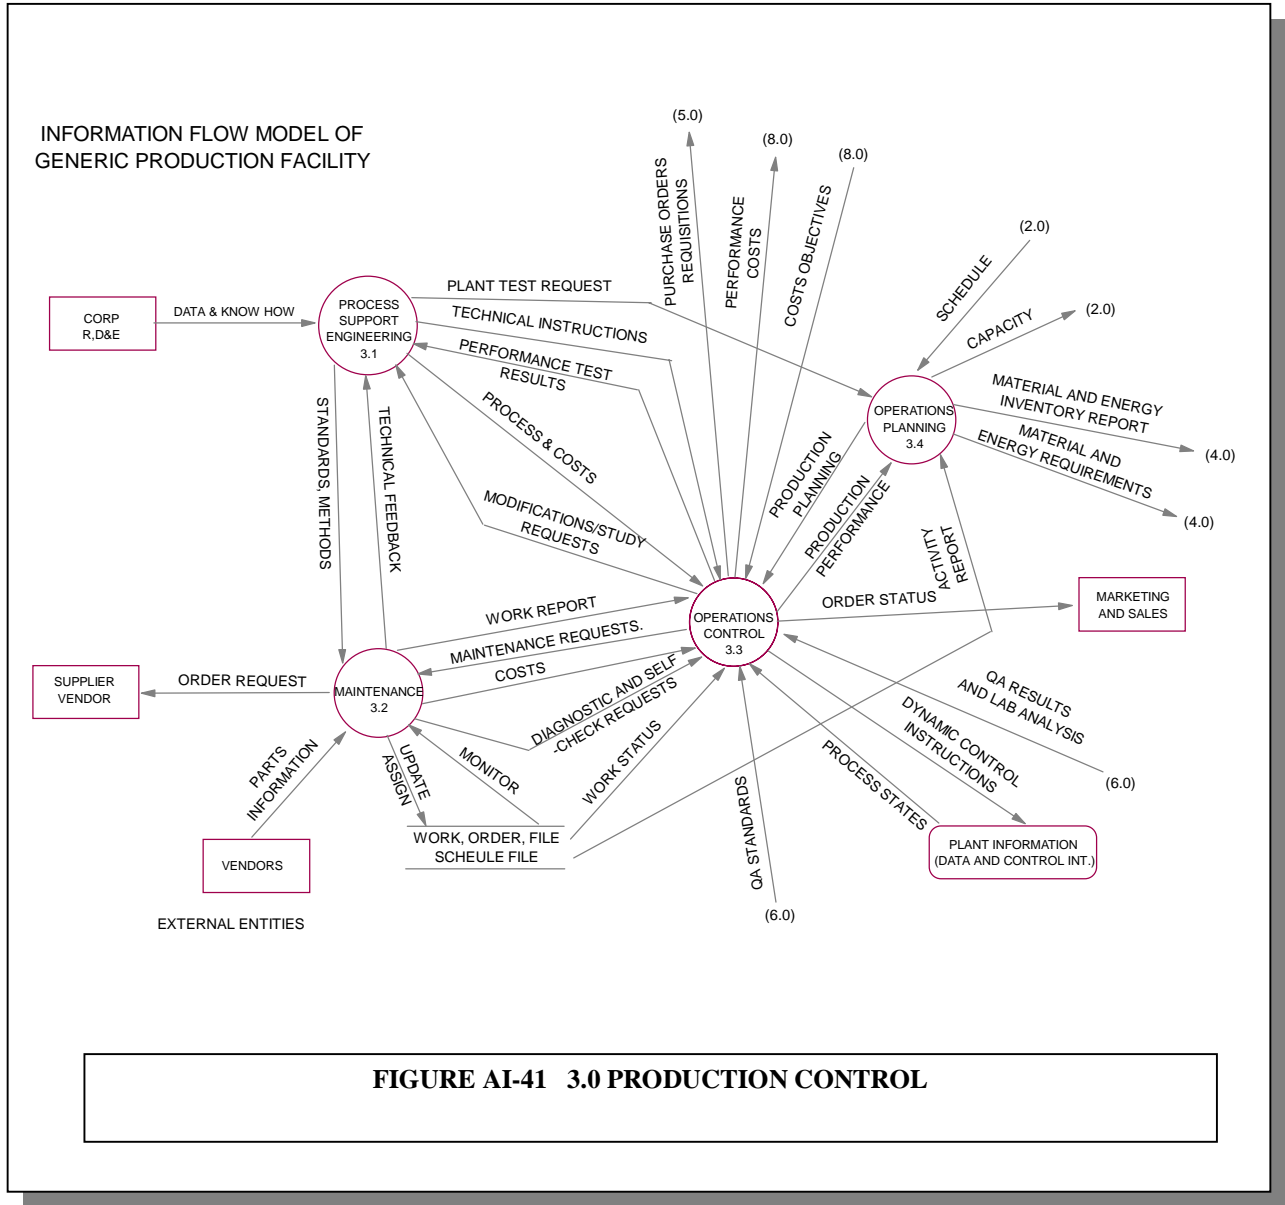 INFORMATION FLOW MODEL OF
GENERIC PRODUCTION FACILITY
(5.0)
(8.0)
(8.0)
PURCHASE ORDERS
REQUISITIONS
PERFORMANCE
COSTS
COSTS OBJECTIVES
(2.0)
SCHEDULE
(2.0)
CAPACITY
CORP
R,D&E
DATA & KNOW HOW
PROCESS
SUPPORT
ENGINEERING
3.1
PLANT TEST REQUEST
TECHNICAL INSTRUCTIONS
PERFORMANCE TEST
RESULTS
PROCESS & COSTS
MODIFICATIONS/STUDY
REQUESTS
STANDARDS, METHODS
TECHNICAL FEEDBACK
OPERATIONS
PLANNING
3.4
MATERIAL AND ENERGY
INVENTORY REPORT
(4.0)
MATERIAL AND
ENERGY REQUIREMENTS
(4.0)
PRODUCTION
PLANNING
PRODUCTION
PERFORMANCE
ACTIVITY
REPORT
OPERATIONS
CONTROL
3.3
ORDER STATUS
MARKETING
AND SALES
WORK REPORT
MAINTENANCE REQUESTS.
COSTS
DIAGNOSTIC AND SELF
-CHECK REQUESTS
WORK STATUS
SUPPLIER
VENDOR
ORDER REQUEST
MAINTENANCE
3.2
PARTS
INFORMATION
UPDATE
ASSIGN
MONITOR
WORK, ORDER, FILE
SCHEULE FILE
QA STANDARDS
(6.0)
PROCESS STATES
DYNAMIC CONTROL
INSTRUCTIONS
QA RESULTS
AND LAB ANALYSIS
(6.0)
PLANT INFORMATION
(DATA AND CONTROL INT.)
VENDORS
EXTERNAL ENTITIES
FIGURE AI-41 3.0 PRODUCTION CONTROL